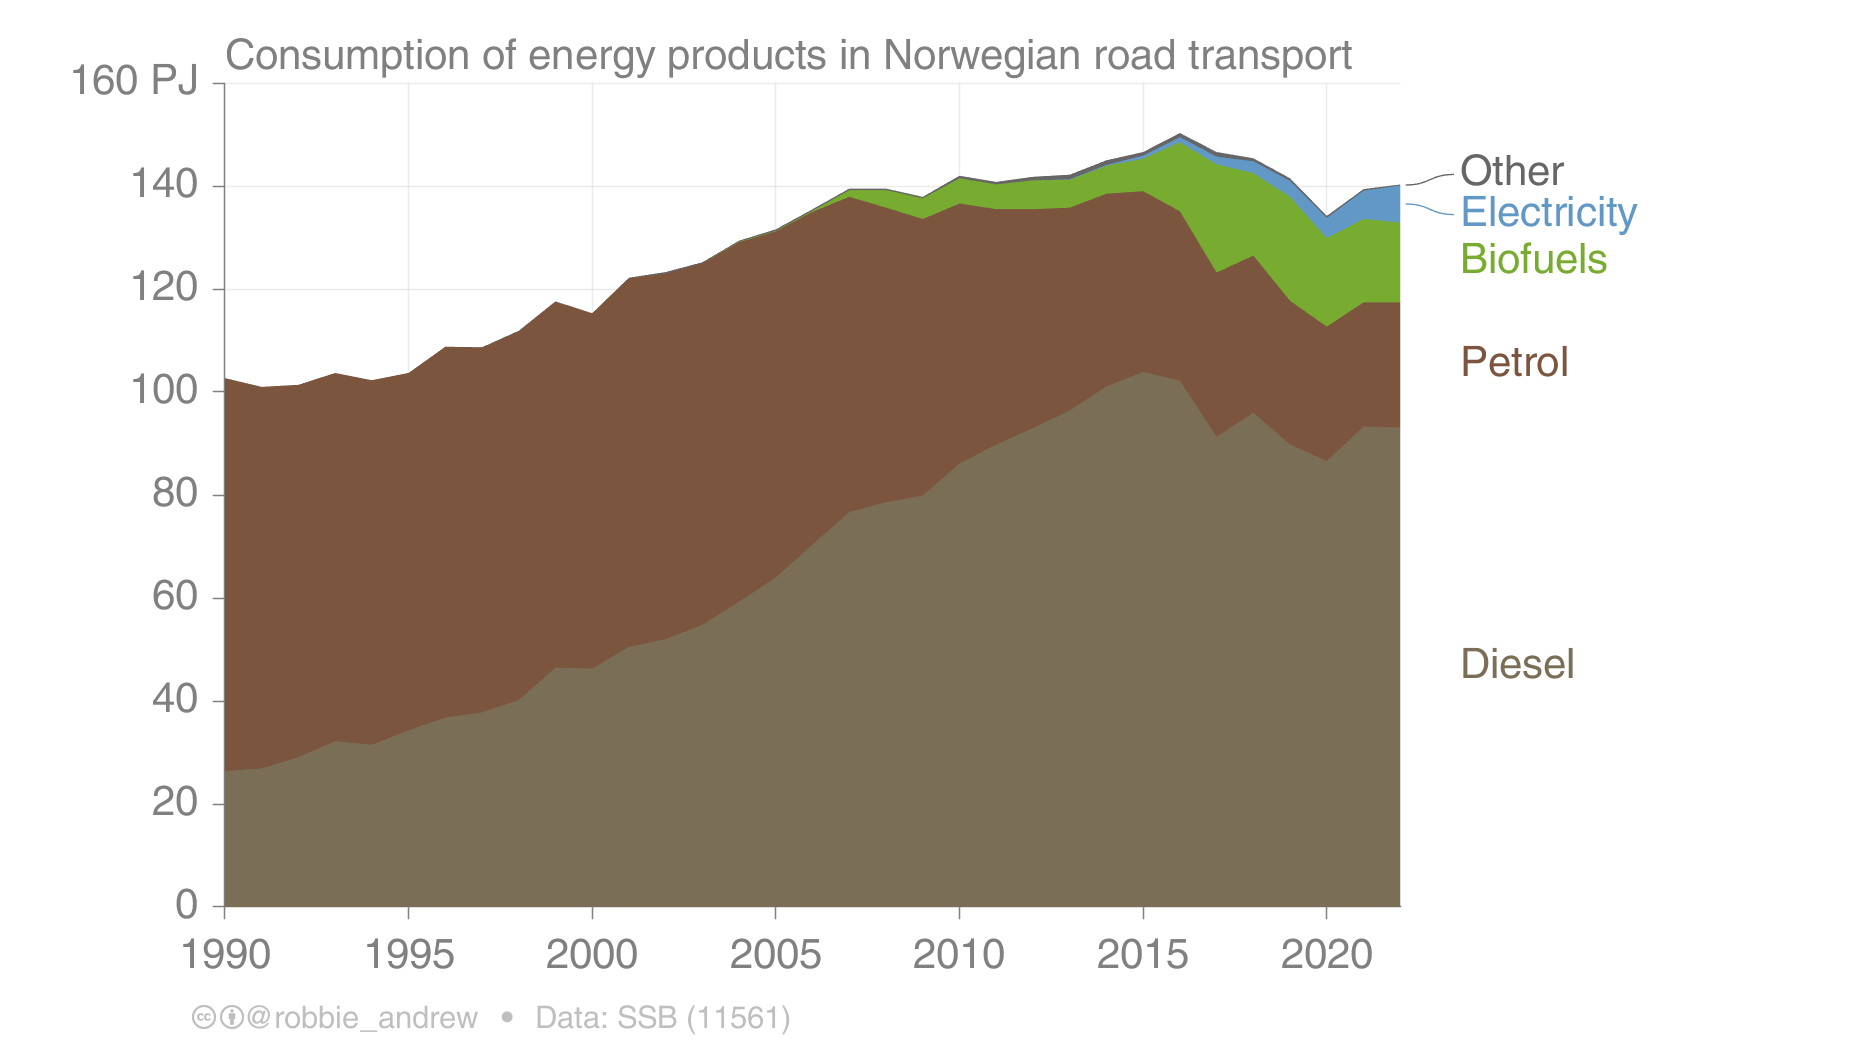 Consumption of energy products in Norwegian road transport
160 PJ
140
120
100
80
60
40
20
0
1990 1995 2000 2005 2010 2015 2020
Other
Electricity
Biofuels
Petrol
Diesel
cc @robbie_andrew • Data: SSB (11561)